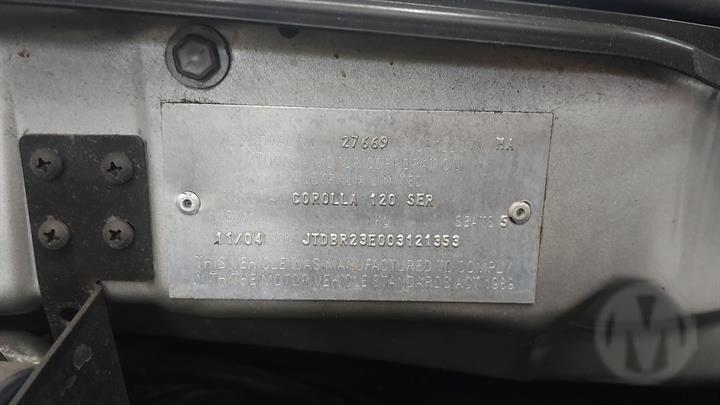 27669 MA
MOTOR CORPORATION
COROLLA 120 SER
SEATS 5
11/04 JTDBR23E003121353
THIS VEHICLE WAS MANUFACTURED TO COMPLY
WITH THE MOTOR VEHICLE STANDARDS ACT 1989
M